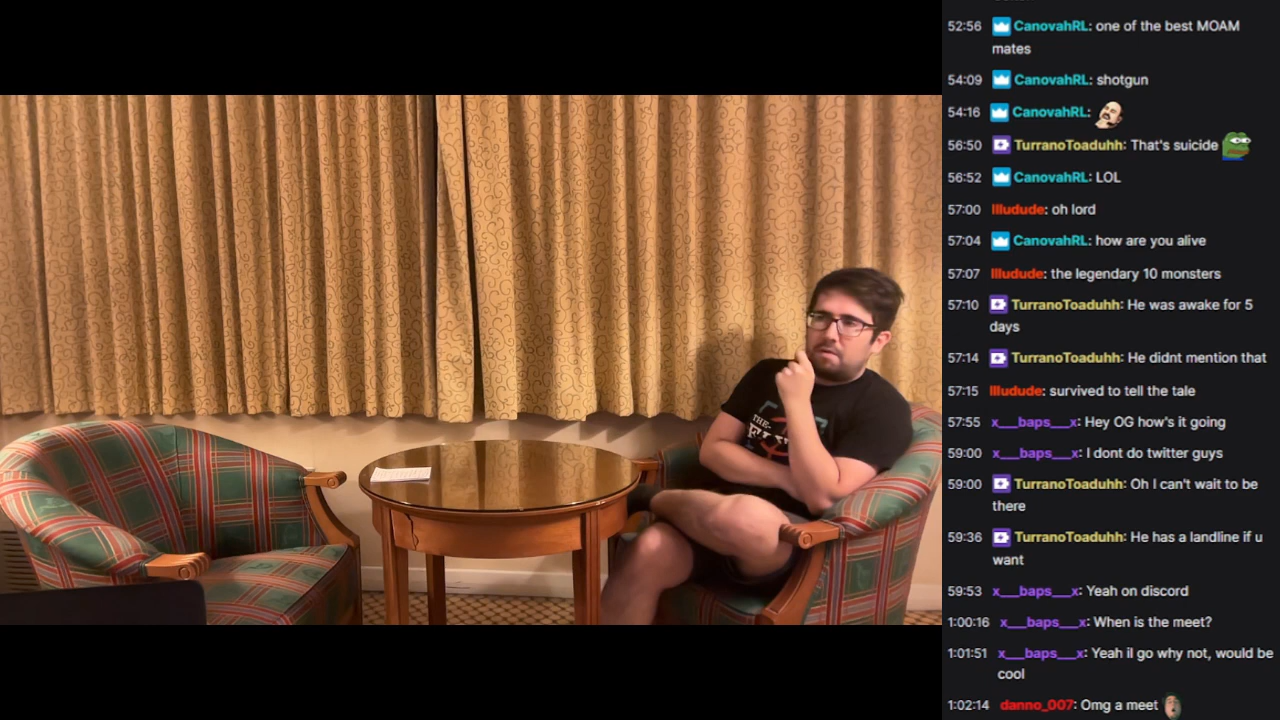 52:56 CanovahRL: one of the best MOAM
mates
54:09 CanovahRL: shotgun
54:16 CanovahRL:
56:50 TurranoToaduhh: That's suicide
56:52 CanovahRL: LOL
57:00 Illudude: oh lord
57:04 CanovahRL: how are you alive
57:07 Illudude: the legendary 10 monsters
57:10 TurranoToaduhh: He was awake for 5
days
57:14 TurranoToaduhh: He didnt mention that
57:15 Illudude: survived to tell the tale
57:55 x___baps___x: Hey OG how's it going
59:00 x___baps___x: I dont do twitter guys
59:00 TurranoToaduhh: Oh I can't wait to be
there
59:36 TurranoToaduhh: He has a landline if u
want
59:53 x___baps___x: Yeah on discord
1:00:16 x___baps___x: When is the meet?
1:01:51 x___baps___x: Yeah il go why not, would be
cool
1:02:14 danno_007: Omg a meet
THE